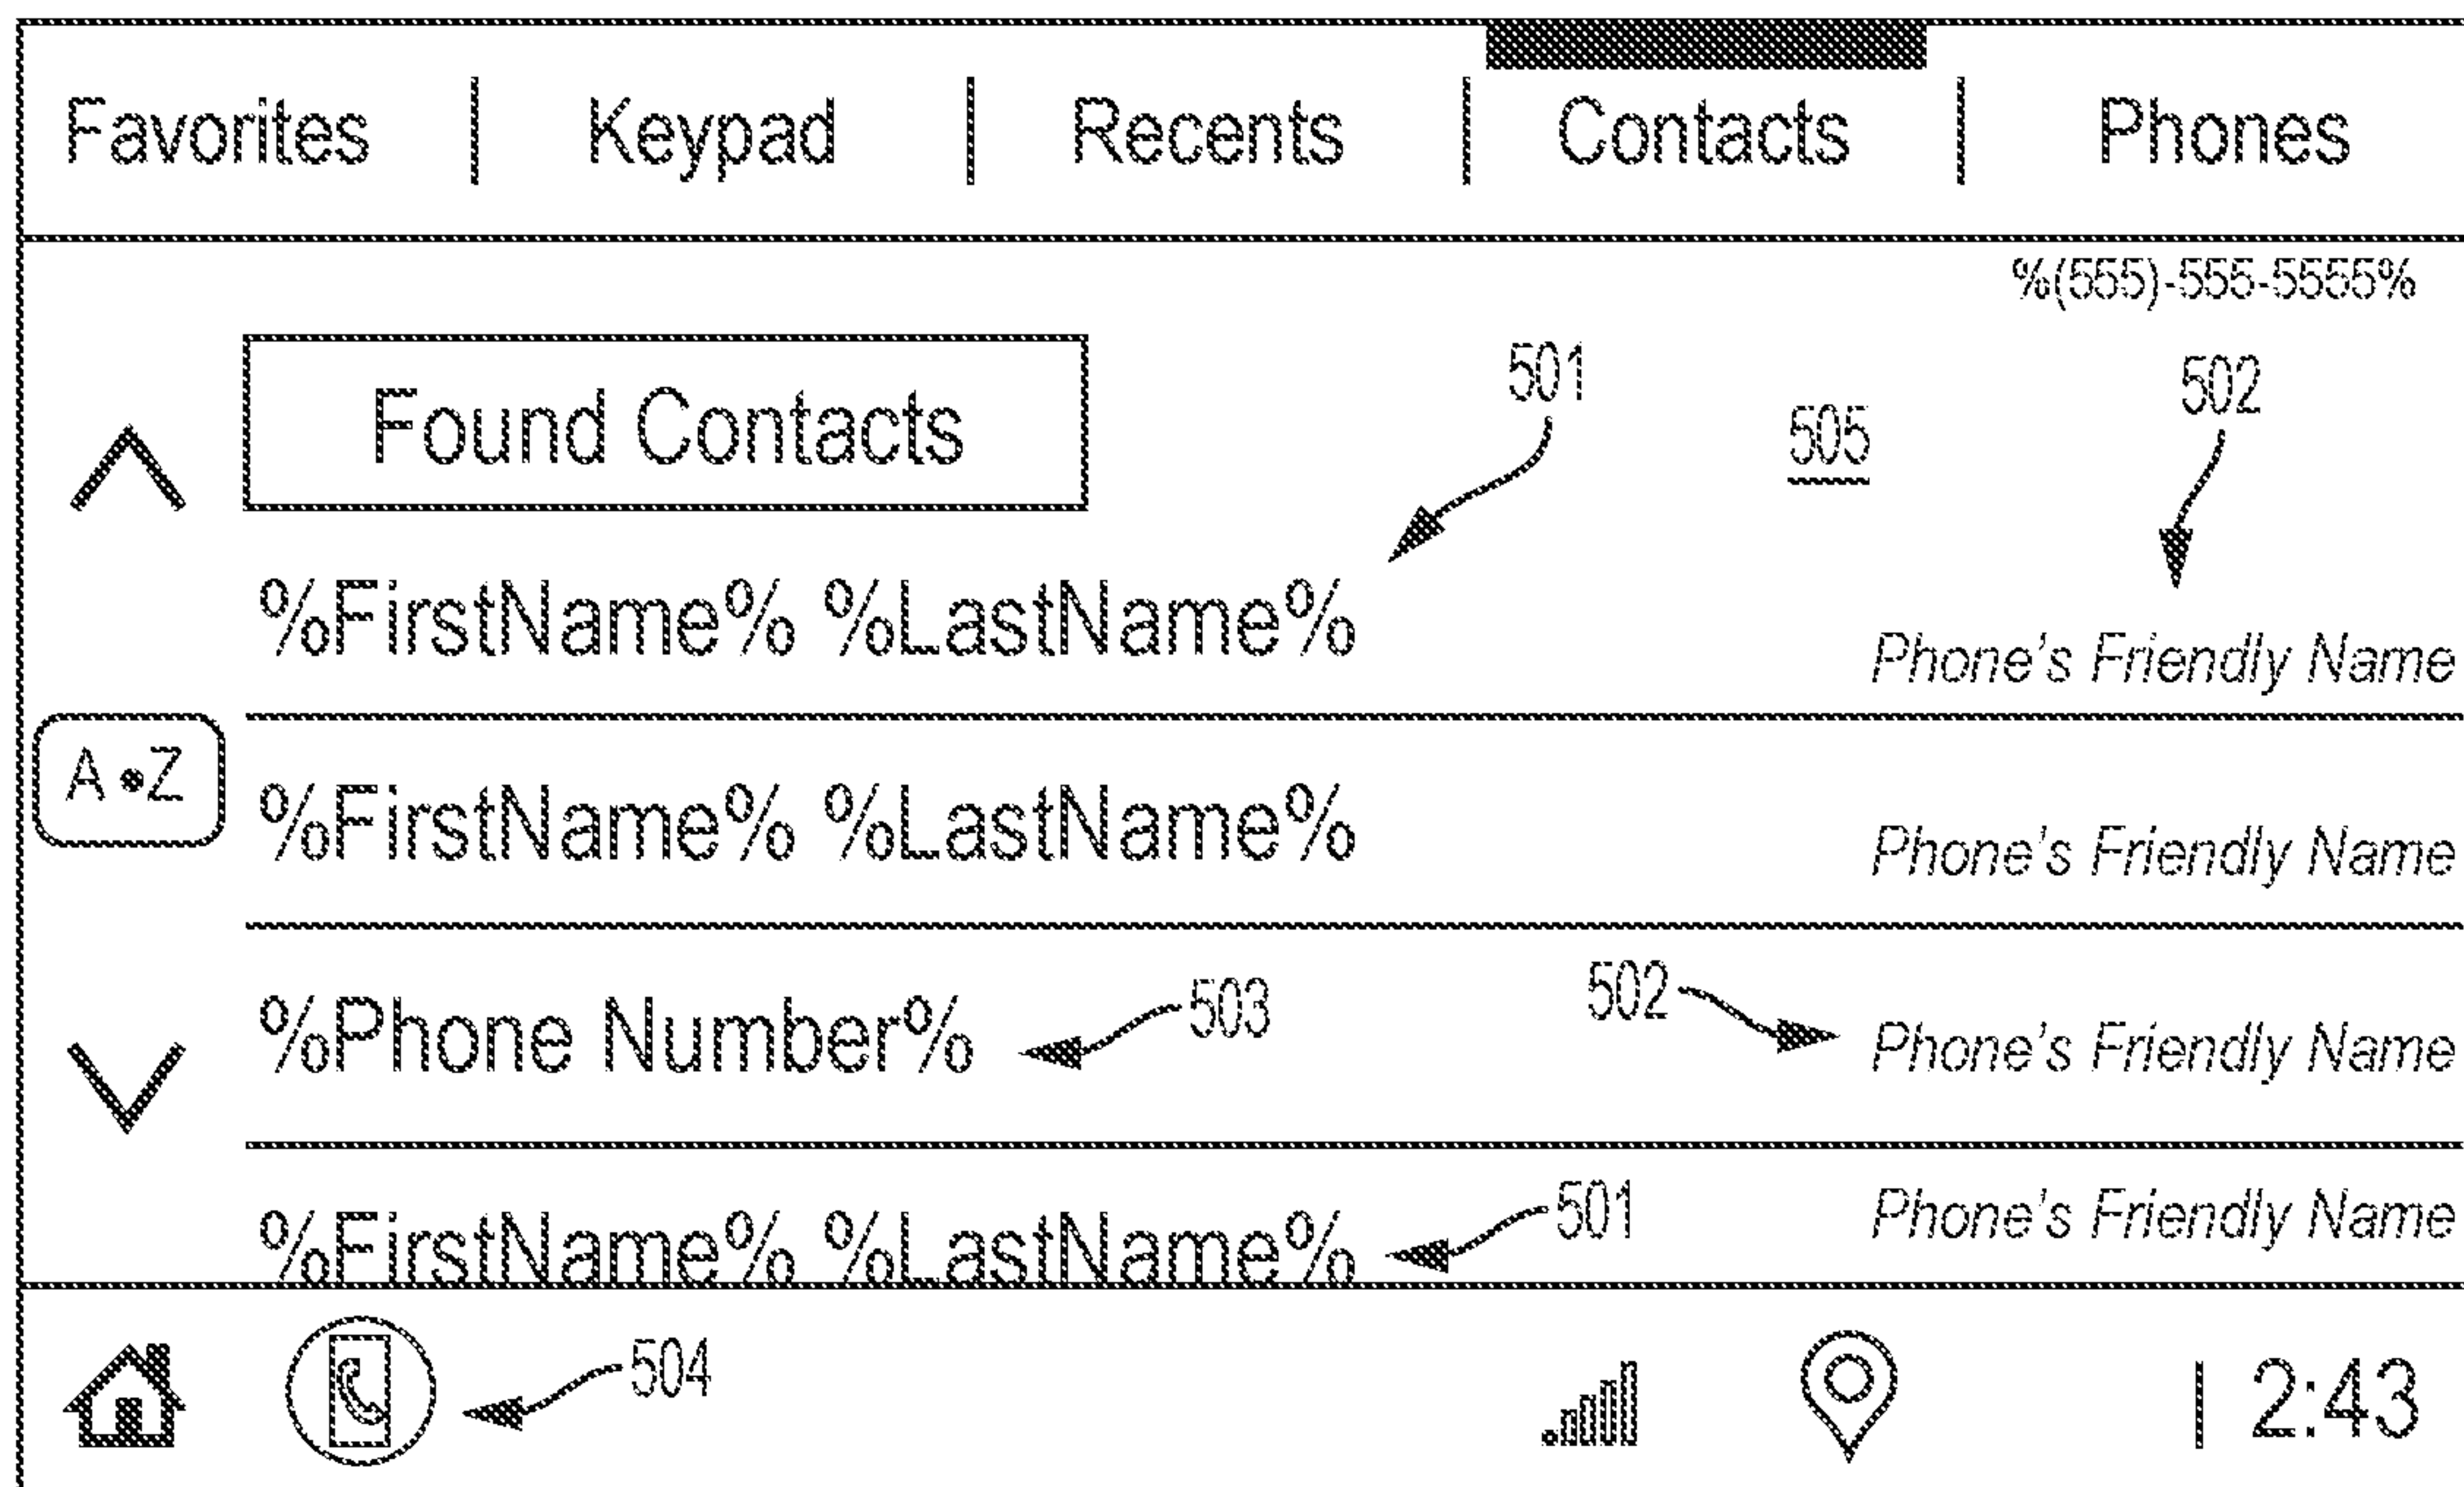 Favorites | Keypad | Recents | Contacts | Phones
%(555)-555-5555%
Found Contacts
501
505
502
%FirstName% %LastName%
Phone's Friendly Name
A•Z
%FirstName% %LastName%
Phone's Friendly Name
%Phone Number%
503
502
Phone's Friendly Name
%FirstName% %LastName%
501
Phone's Friendly Name
504
| 2:43